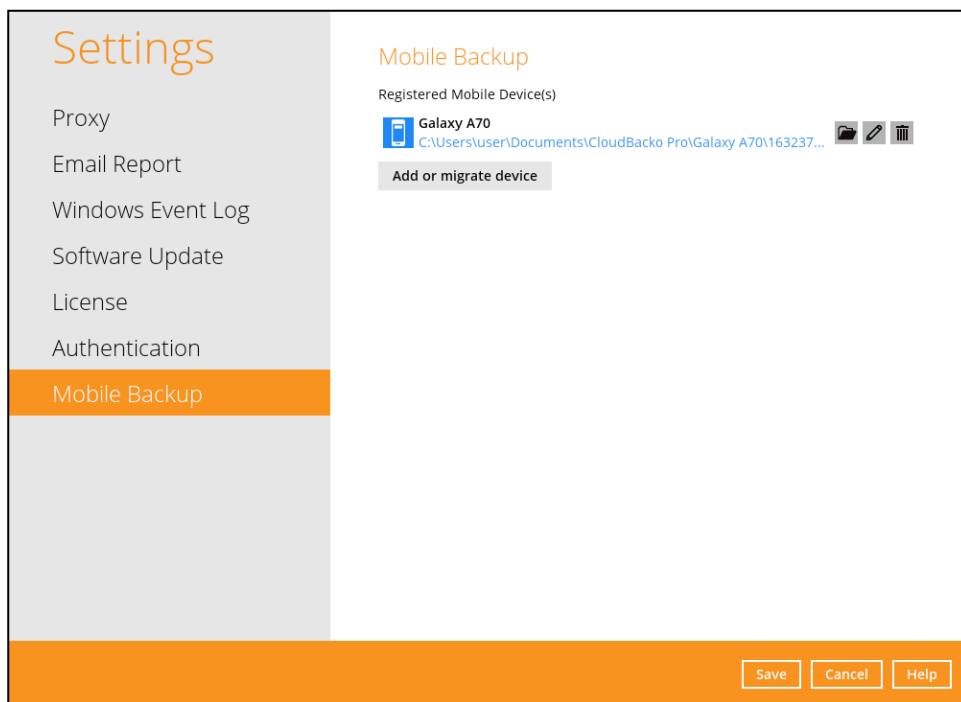 Settings
Proxy
Email Report
Windows Event Log
Software Update
License
Authentication
Mobile Backup
Mobile Backup
Registered Mobile Device(s)
Galaxy A70
C:\Users\user\Documents\CloudBacko Pro\Galaxy A70\163237...
Add or migrate device
Save Cancel Help